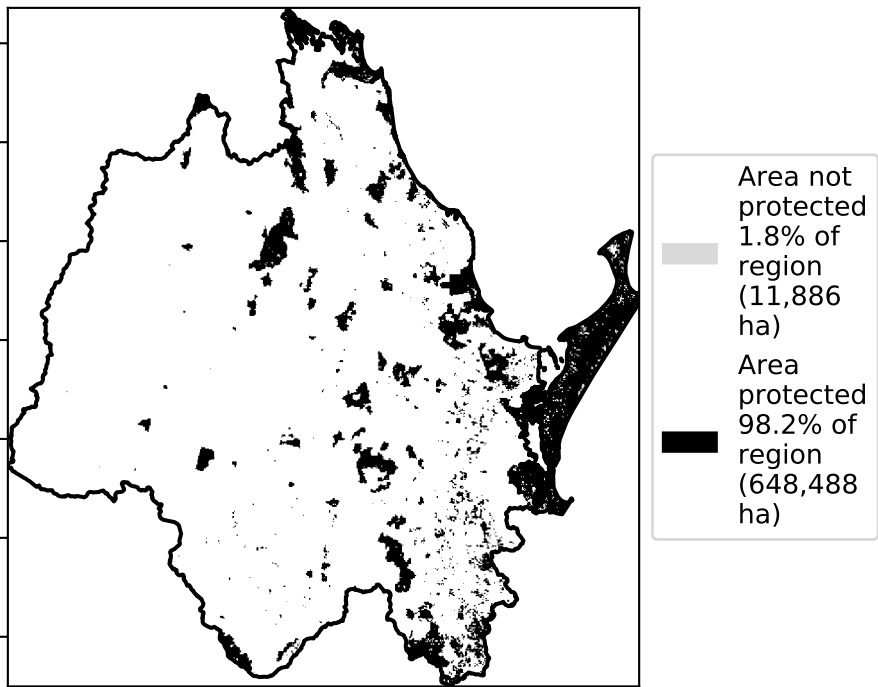 Area not
protected
1.8% of
region
(11,886
ha)
Area
protected
98.2% of
region
(648,488
ha)